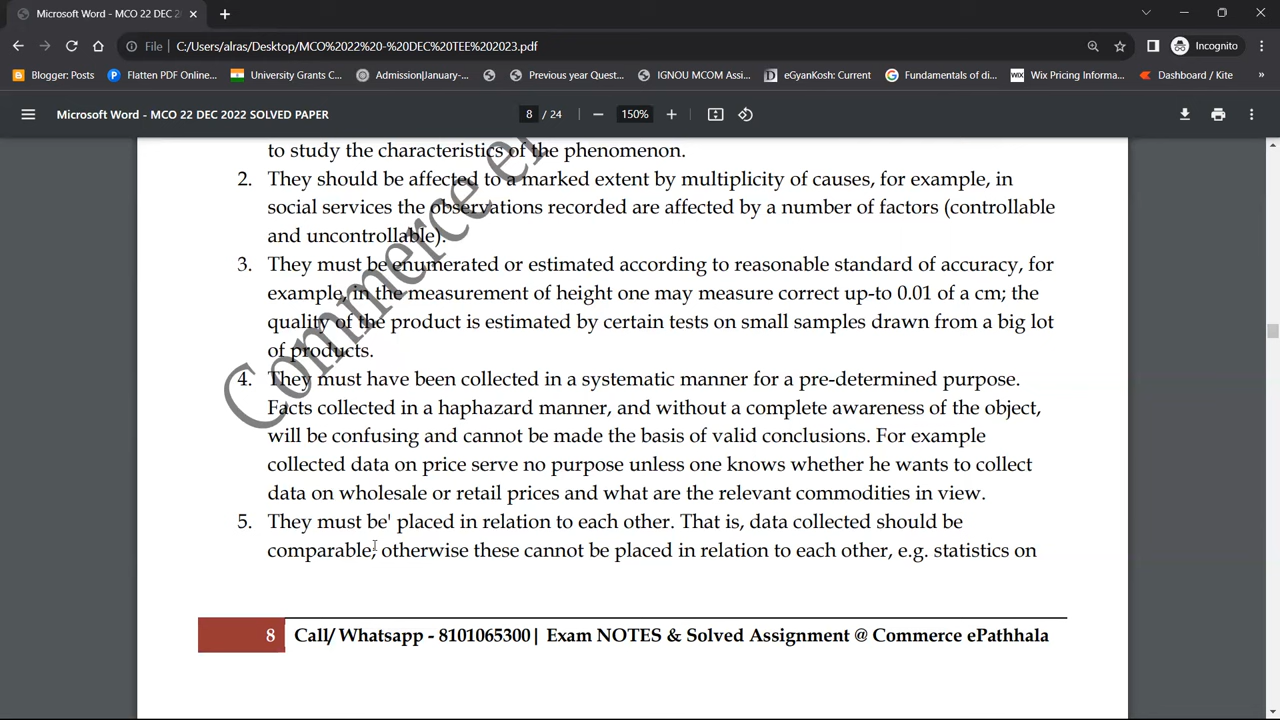 Microsoft Word - MCO 22 DEC 202
File
C:/Users/alras/Desktop/MCO%2022%20-%20DEC%20TEE%202023.pdf
Incognito
Blogger: Posts
Flatten PDF Online...
University Grants C...
Admission|January-...
Previous year Quest...
IGNOU MCOM Assi...
eGyanKosh: Current
Fundamentals of di...
Wix Pricing Informa...
Dashboard / Kite
»
Microsoft Word - MCO 22 DEC 2022 SOLVED PAPER
8 / 24
150%
to study the characteristics of the phenomenon.
2. They should be affected to a marked extent by multiplicity of causes, for example, in
social services the observations recorded are affected by a number of factors (controllable
and uncontrollable).
3. They must be enumerated or estimated according to reasonable standard of accuracy, for
example, in the measurement of height one may measure correct up-to 0.01 of a cm; the
quality of the product is estimated by certain tests on small samples drawn from a big lot
of products.
4. They must have been collected in a systematic manner for a pre-determined purpose.
Facts collected in a haphazard manner, and without a complete awareness of the object,
will be confusing and cannot be made the basis of valid conclusions. For example
collected data on price serve no purpose unless one knows whether he wants to collect
data on wholesale or retail prices and what are the relevant commodities in view.
5. They must be' placed in relation to each other. That is, data collected should be
comparable; otherwise these cannot be placed in relation to each other, e.g. statistics on
Commerce e
8
Call/ Whatsapp - 8101065300| Exam NOTES & Solved Assignment @ Commerce ePathhala